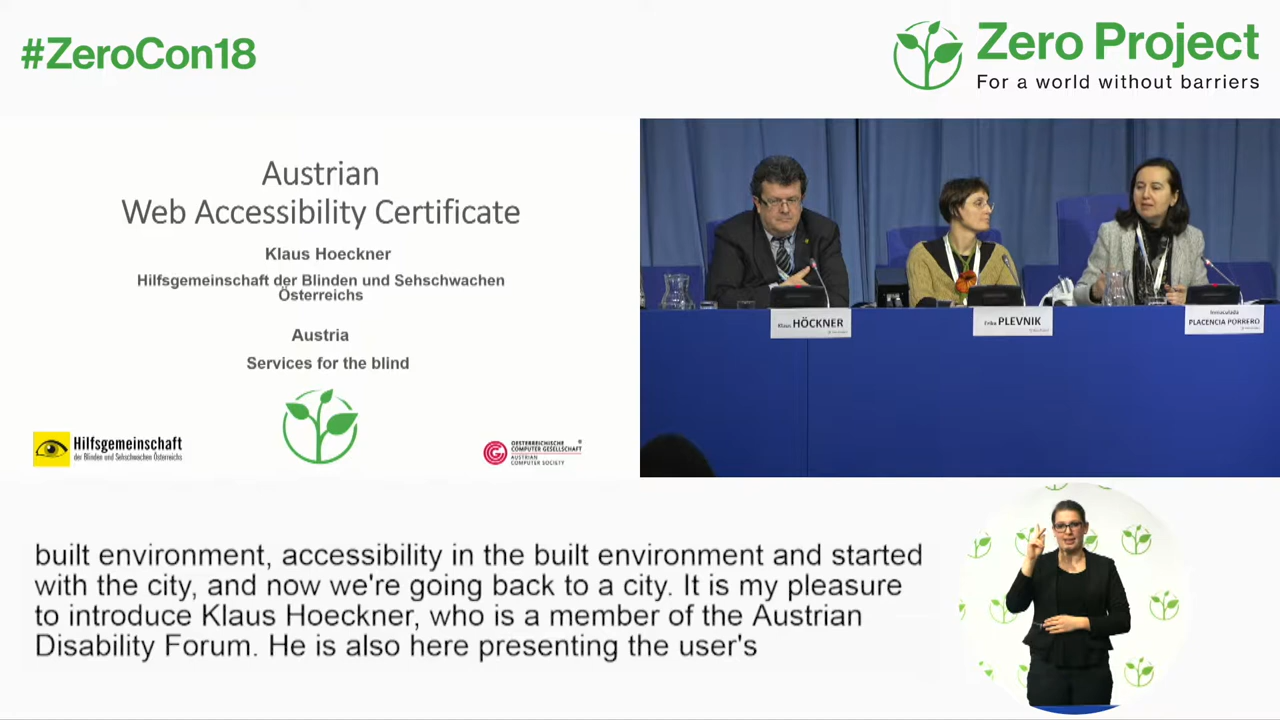 #ZeroCon18
Zero Project
For a world without barriers
Austrian
Web Accessibility Certificate
Klaus Hoeckner
Hilfsgemeinschaft der Blinden und Sehschwachen
Österreichs
Austria
Services for the blind
Hilfsgemeinschaft
der Blinden und Sehschwachen Österreichs
OESTERREICHISCHE
COMPUTER GESELLSCHAFT
AUSTRIAN
COMPUTER SOCIETY
Klaus HÖCKNER
Erika PLEVNIK
Inmaculada
PLACENCIA PORRERO
built environment, accessibility in the built environment and started
with the city, and now we're going back to a city. It is my pleasure
to introduce Klaus Hoeckner, who is a member of the Austrian
Disability Forum. He is also here presenting the user's